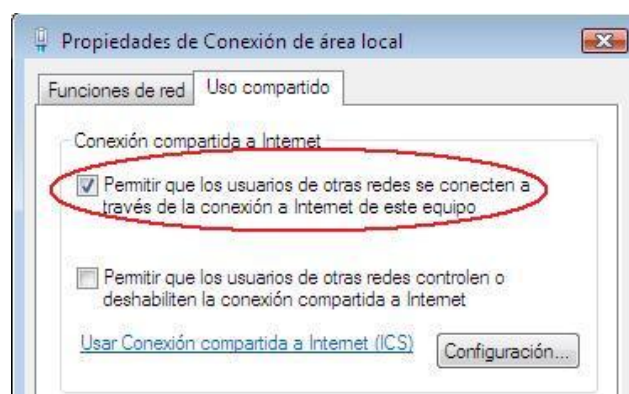 Propiedades de Conexión de área local
Funciones de red
Uso compartido
Conexión compartida a Internet
Permitir que los usuarios de otras redes se conecten a
través de la conexión a Internet de este equipo
Permitir que los usuarios de otras redes controlen o
deshabiliten la conexión compartida a Internet
Usar Conexión compartida a Internet (ICS)
Configuración...